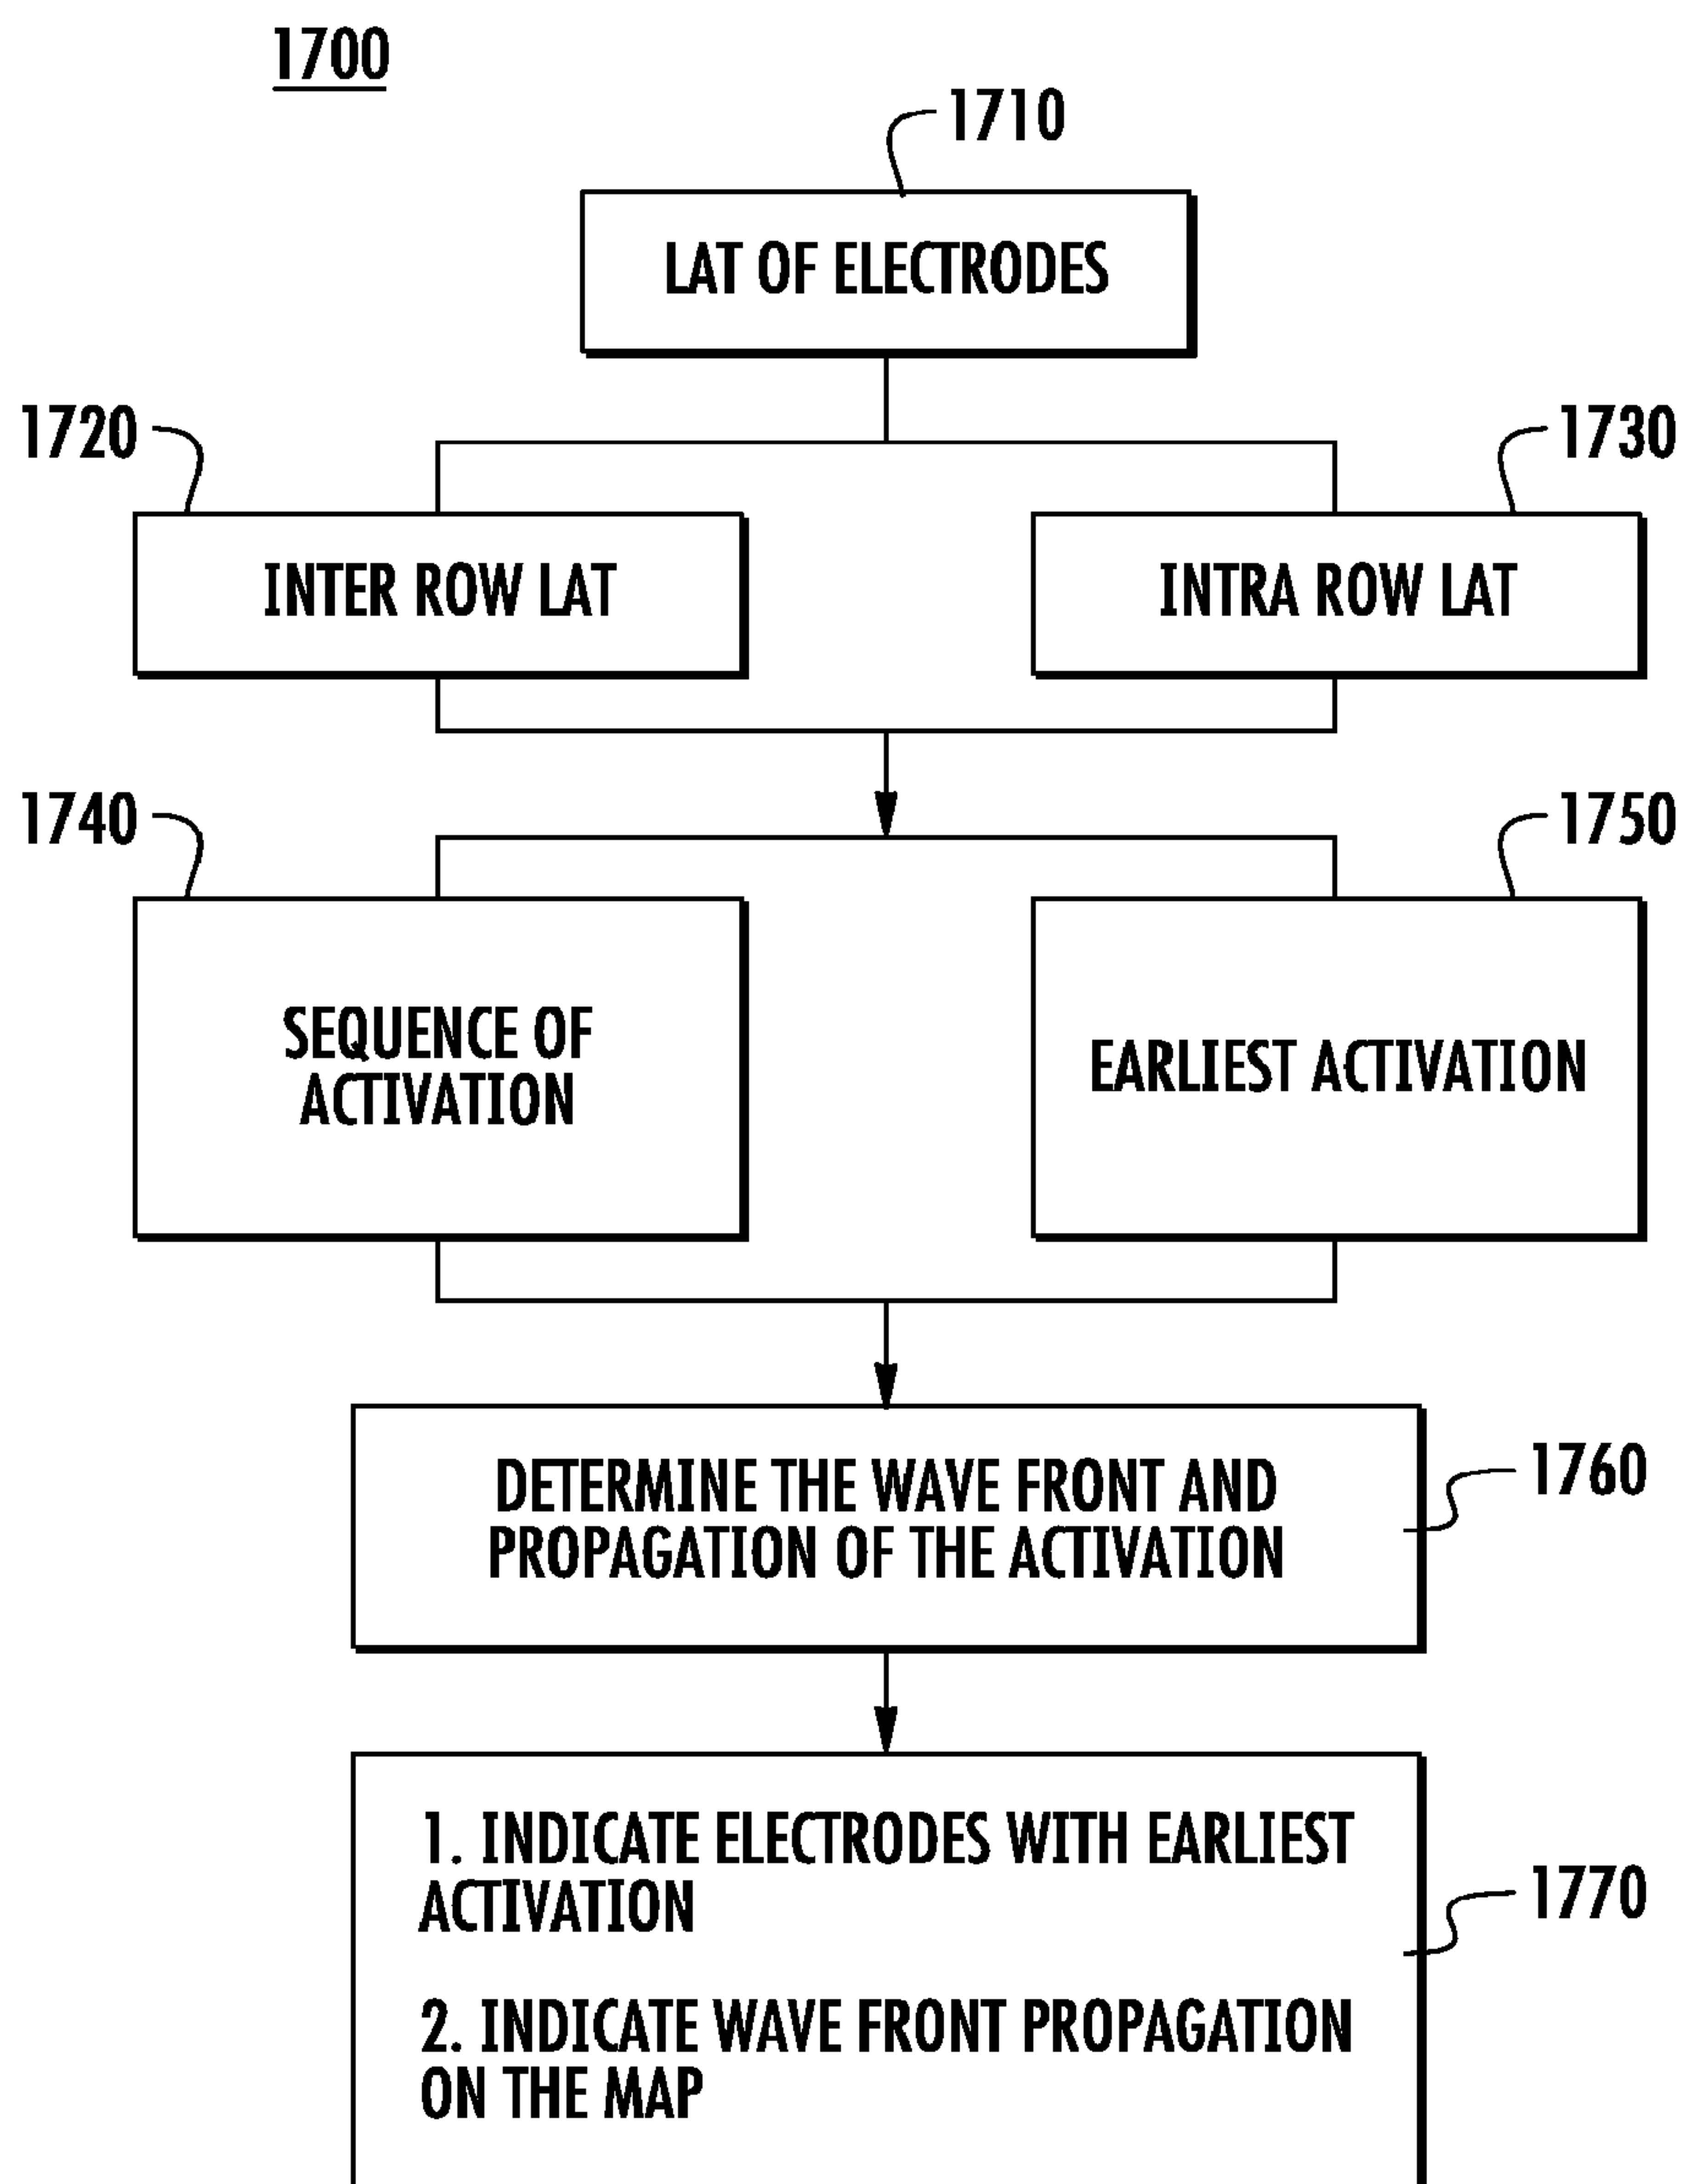 1700
1710
LAT OF ELECTRODES
1720
1730
INTER ROW LAT
INTRA ROW LAT
1740
1750
SEQUENCE OF
ACTIVATION
EARLIEST ACTIVATION
DETERMINE THE WAVE FRONT AND
PROPAGATION OF THE ACTIVATION
1760
1. INDICATE ELECTRODES WITH EARLIEST
ACTIVATION
1770
2. INDICATE WAVE FRONT PROPAGATION
ON THE MAP